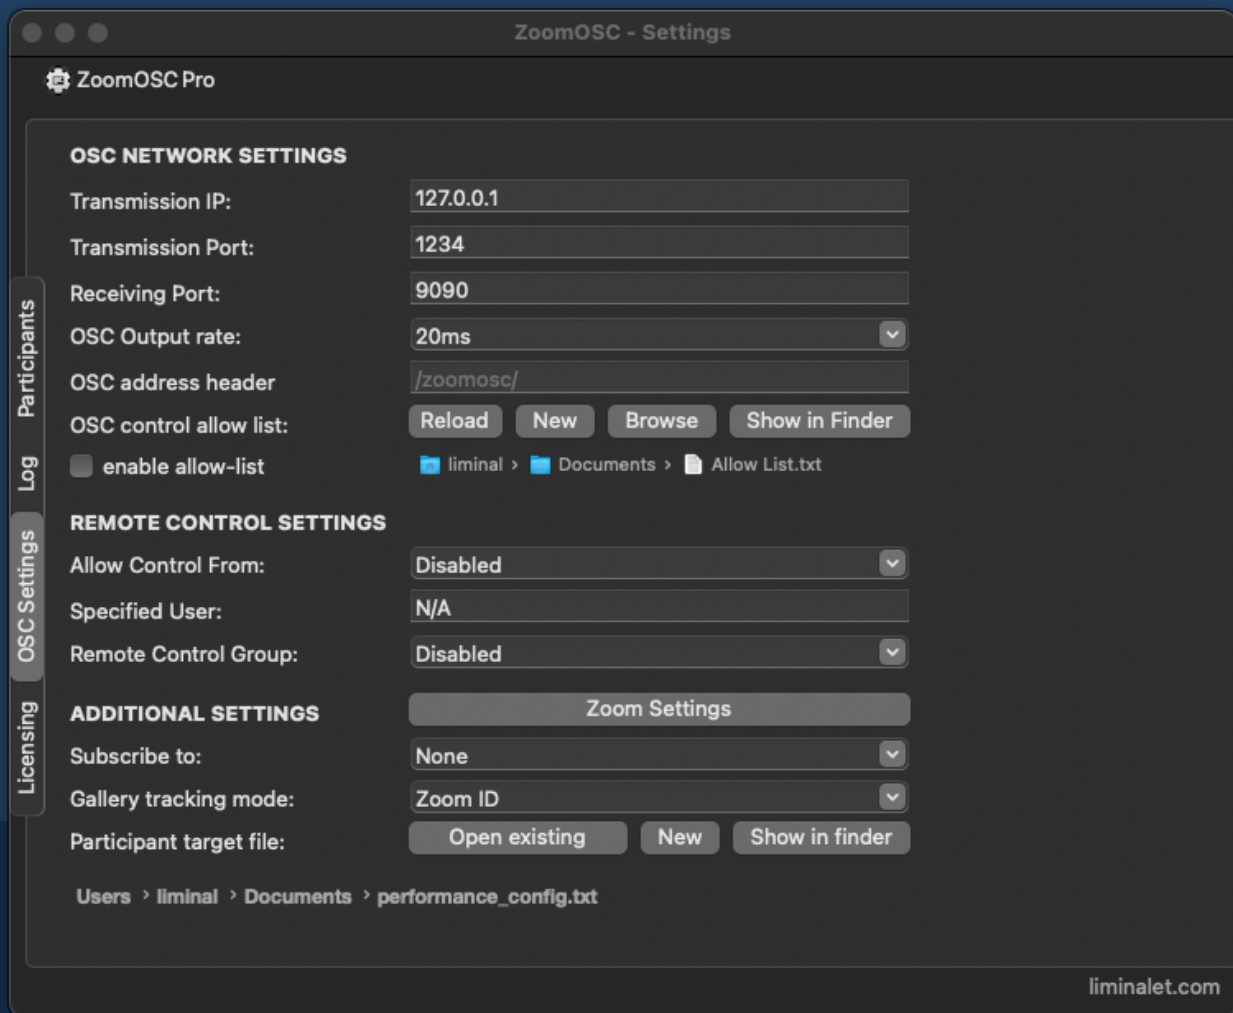 ZoomOSC - Settings
ZoomOSC Pro
OSC NETWORK SETTINGS
Transmission IP: 127.0.0.1
Transmission Port: 1234
Receiving Port: 9090
OSC Output rate: 20ms
OSC address header /zoomosc/
OSC control allow list: Reload New Browse Show in Finder
enable allow-list liminal › Documents › Allow List.txt
REMOTE CONTROL SETTINGS
Allow Control From: Disabled
Specified User: N/A
Remote Control Group: Disabled
ADDITIONAL SETTINGS Zoom Settings
Subscribe to: None
Gallery tracking mode: Zoom ID
Participant target file: Open existing New Show in finder
Users › liminal › Documents › performance_config.txt
Participants
Log
OSC Settings
Licensing
liminalet.com